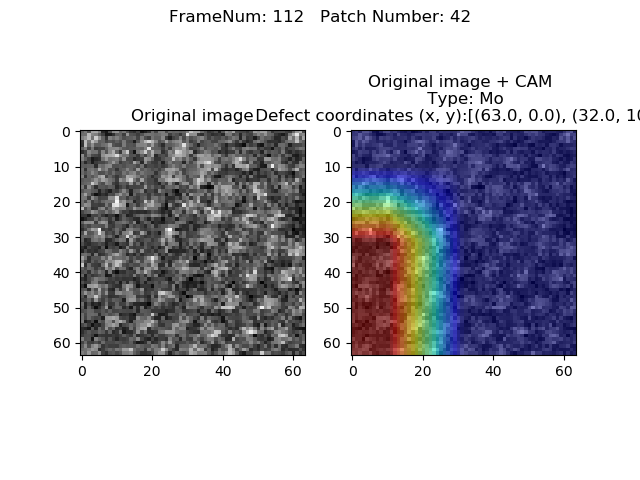 FrameNum: 112   Patch Number: 42
Original image + CAM
Type: Mo
Original image
Defect coordinates (x, y):[(63.0, 0.0), (32.0, 10
0
10
20
30
40
50
60
0 20 40 60
0
10
20
30
40
50
60
0 20 40 60